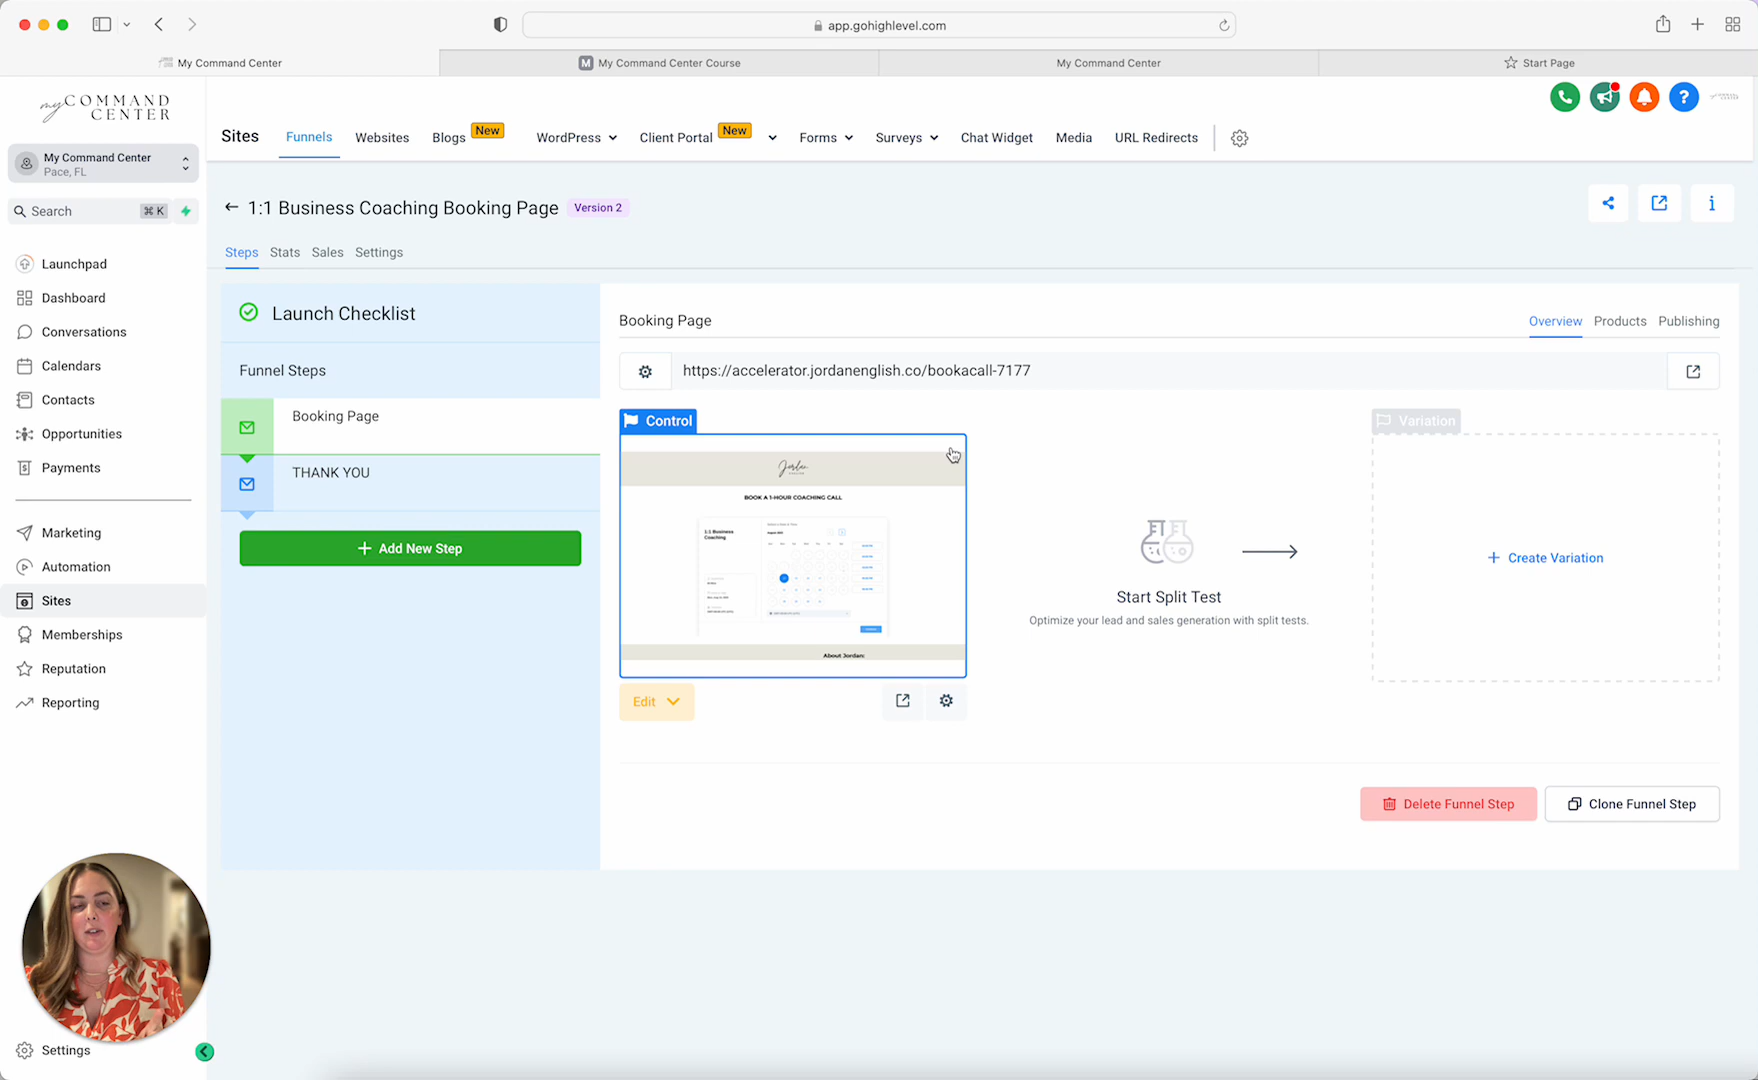 app.gohighlevel.com
My Command Center
My Command Center Course
My Command Center
Start Page
my COMMAND
CENTER
My Command Center
Pace, FL
Search
⌘ K
Launchpad
Dashboard
Conversations
Calendars
Contacts
Opportunities
Payments
Marketing
Automation
Sites
Memberships
Reputation
Reporting
Settings
Sites
Funnels
Websites
Blogs
New
WordPress
Client Portal
New
Forms
Surveys
Chat Widget
Media
URL Redirects
1:1 Business Coaching Booking Page
Version 2
Steps
Stats
Sales
Settings
Launch Checklist
Funnel Steps
Booking Page
THANK YOU
+ Add New Step
Booking Page
Overview
Products
Publishing
https://accelerator.jordanenglish.co/bookacall-7177
Control
Jordan
BOOK A 1-HOUR COACHING CALL
1:1 Business
Coaching
About Jordan:
Edit
Start Split Test
Optimize your lead and sales generation with split tests.
Variation
+ Create Variation
Delete Funnel Step
Clone Funnel Step